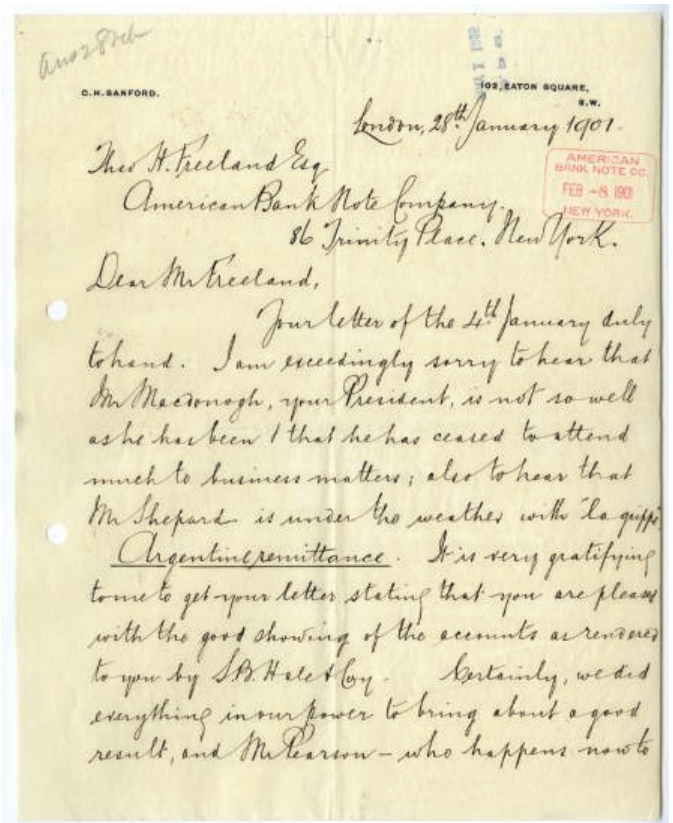 Ans 28 Feb
C.H. SANFORD.
102, EATON SQUARE,
S.W.
London, 28th January 1901.
AMERICAN
BANK NOTE CO.
FEB -8 1901
NEW YORK.
Theo H. Freeland Esq
American Bank Note Company.
86 Trinity Place. New York.
Dear Mr Freeland,
Your letter of the 4th January duly
to hand. I am exceedingly sorry to hear that
Mr Macdonogh, your President, is not so well
as he has been & that he has ceased to attend
much to business matters; also to hear that
Mr Shepard is under the weather with "la grippe".
Argentine remittance. It is very gratifying
to me to get your letter stating that you are pleased
with the good showing of the accounts as rendered
to you by S.B. Hale & Coy. Certainly, we did
everything in our power to bring about a good
result, and Mr Pearson – who happens now to